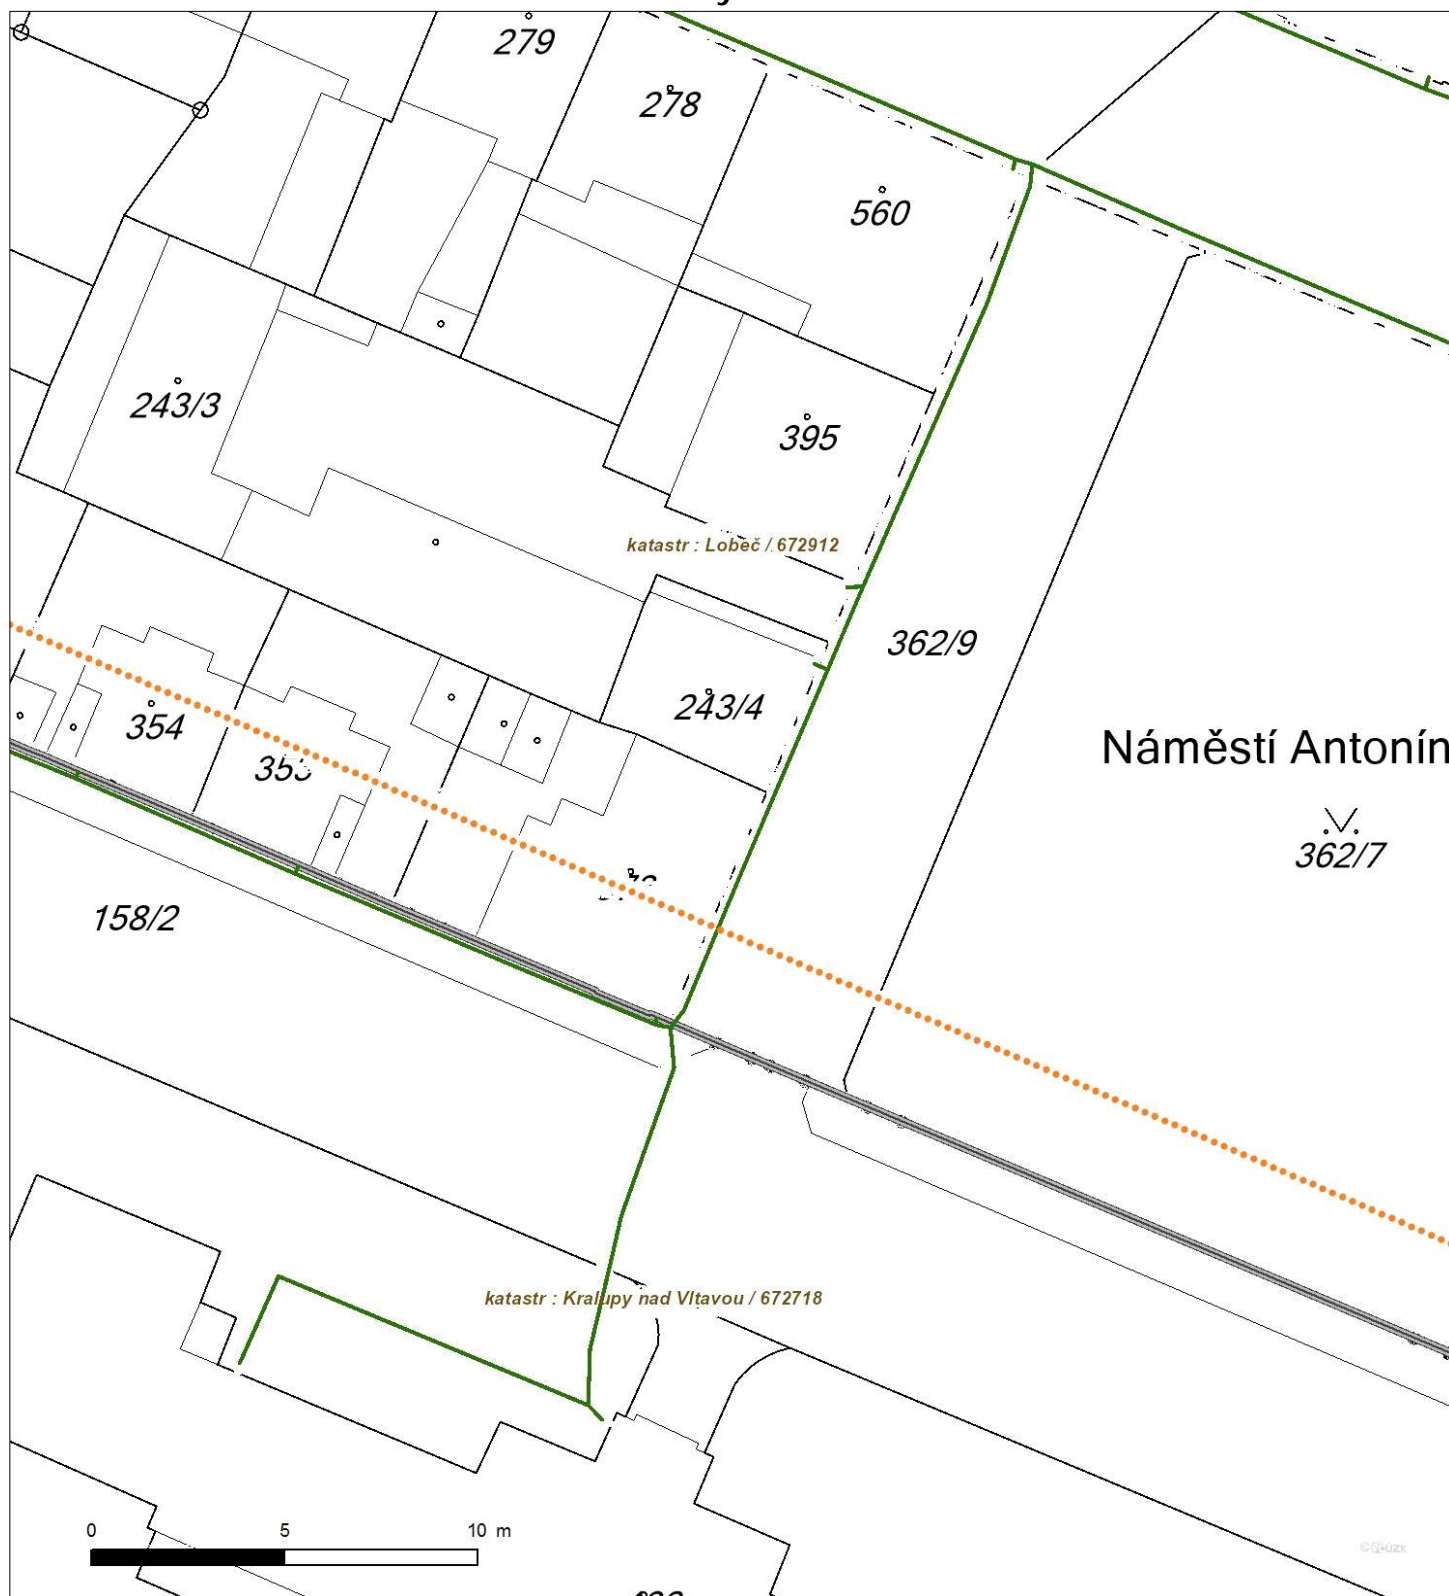 279
278
560
243/3
395
katastr : Lobeč / 672912
362/9
243/4
354
Náměstí Antonín
362/7
158/2
katastr : Kralupy nad Vltavou / 672718
0 5 10 m